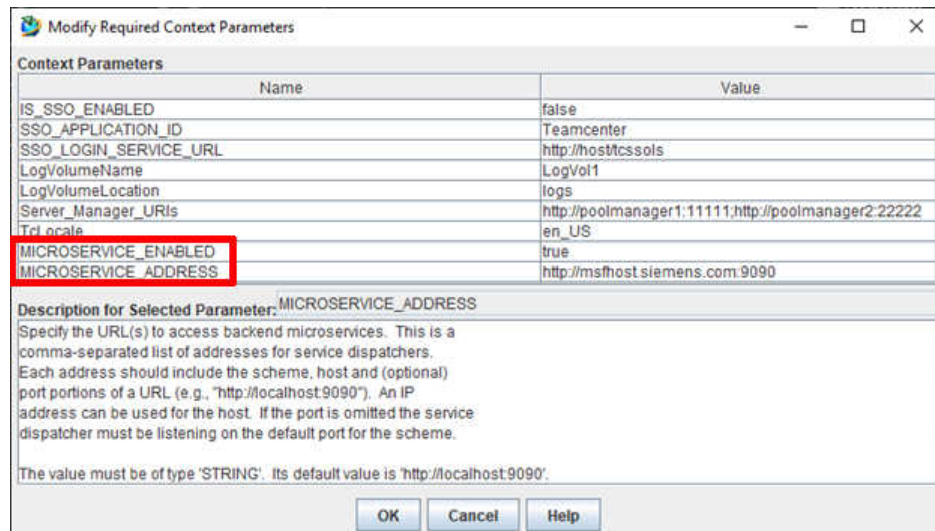 Modify Required Context Parameters
Context Parameters
Name Value
IS_SSO_ENABLED false
SSO_APPLICATION_ID Teamcenter
SSO_LOGIN_SERVICE_URL http://host/tcssols
LogVolumeName LogVol1
LogVolumeLocation logs
Server_Manager_URIs http://poolmanager1:11111;http://poolmanager2:22222
TcLocale en_US
MICROSERVICE_ENABLED true
MICROSERVICE_ADDRESS http://msfhost.siemens.com:9090
Description for Selected Parameter: MICROSERVICE_ADDRESS
Specify the URL(s) to access backend microservices. This is a
comma-separated list of addresses for service dispatchers.
Each address should include the scheme, host and (optional)
port portions of a URL (e.g., "http://localhost:9090"). An IP
address can be used for the host. If the port is omitted the service
dispatcher must be listening on the default port for the scheme.
The value must be of type 'STRING'. Its default value is 'http://localhost:9090'.
OK Cancel Help